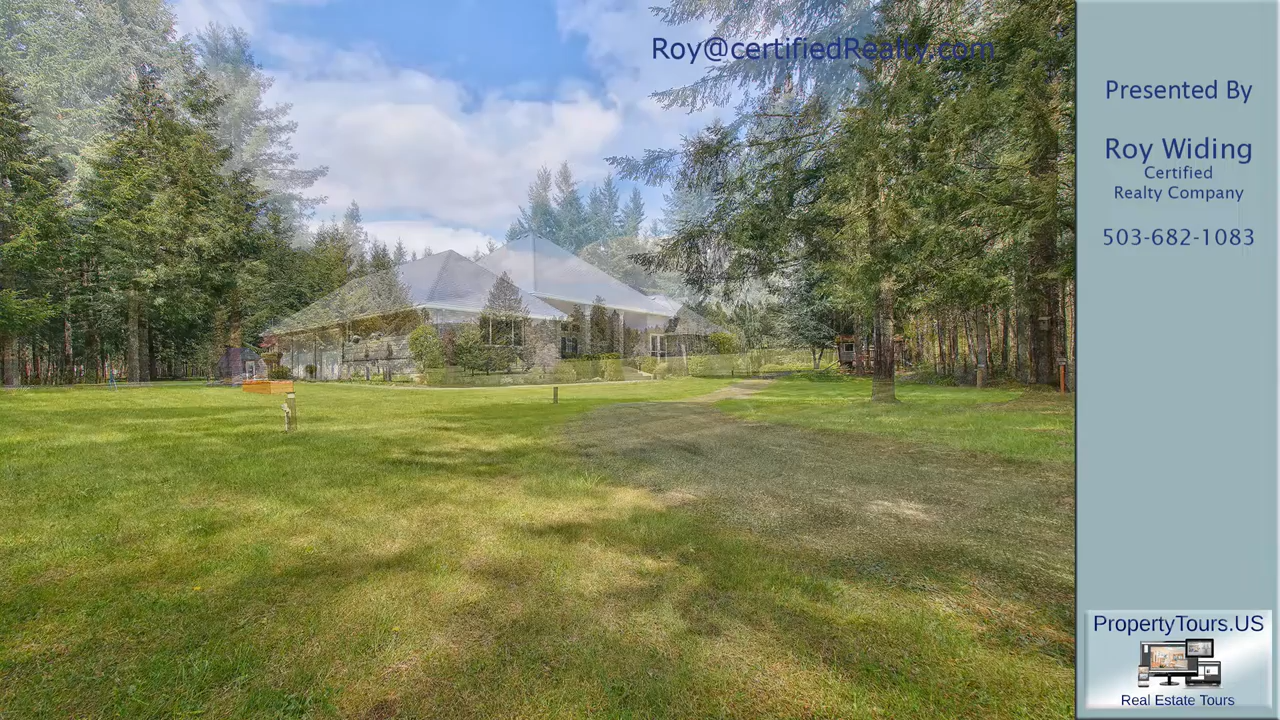 Roy@certifiedRealty.com
Presented By
Roy Widing
Certified
Realty Company
503-682-1083
PropertyTours.US
Real Estate Tours